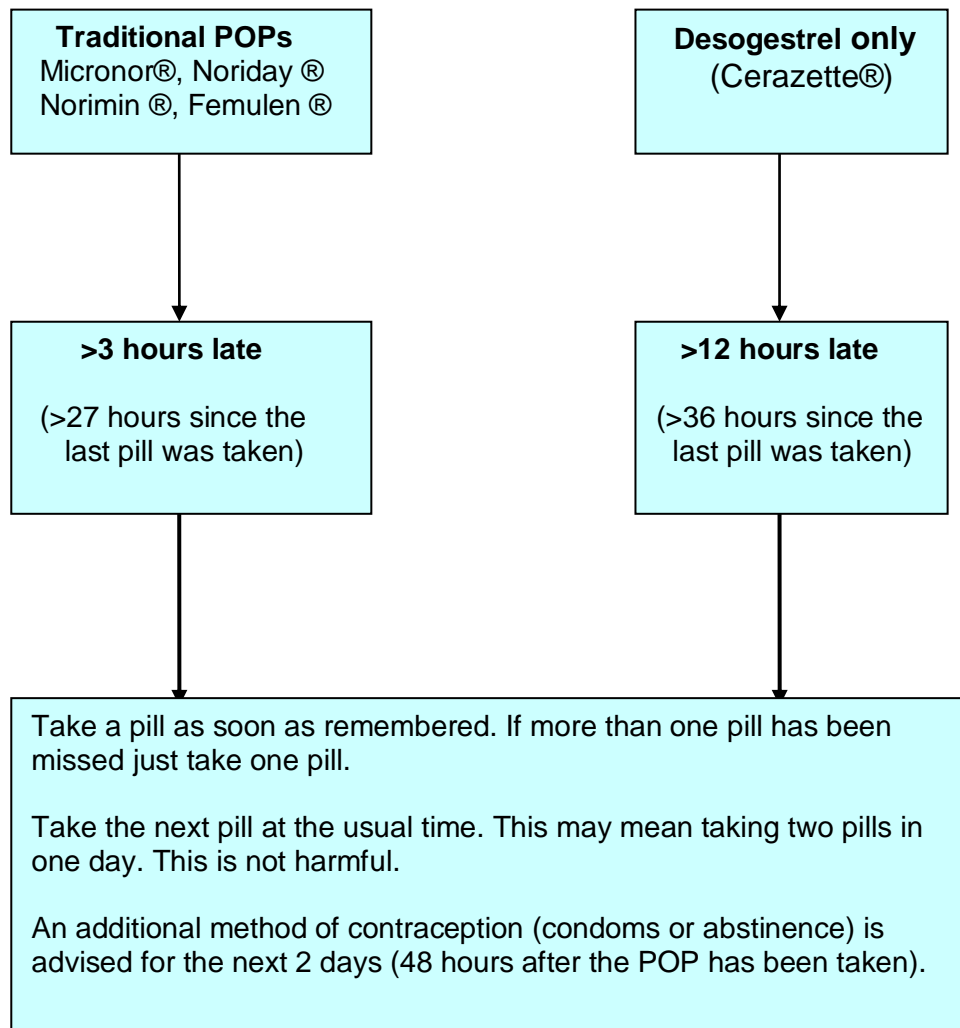 Traditional POPs
Micronor®, Noriday ®
Norimin ®, Femulen ®
Desogestrel only
(Cerazette®)
>3 hours late
(>27 hours since the
last pill was taken)
>12 hours late
(>36 hours since the
last pill was taken)
Take a pill as soon as remembered. If more than one pill has been
missed just take one pill.
Take the next pill at the usual time. This may mean taking two pills in
one day. This is not harmful.
An additional method of contraception (condoms or abstinence) is
advised for the next 2 days (48 hours after the POP has been taken).